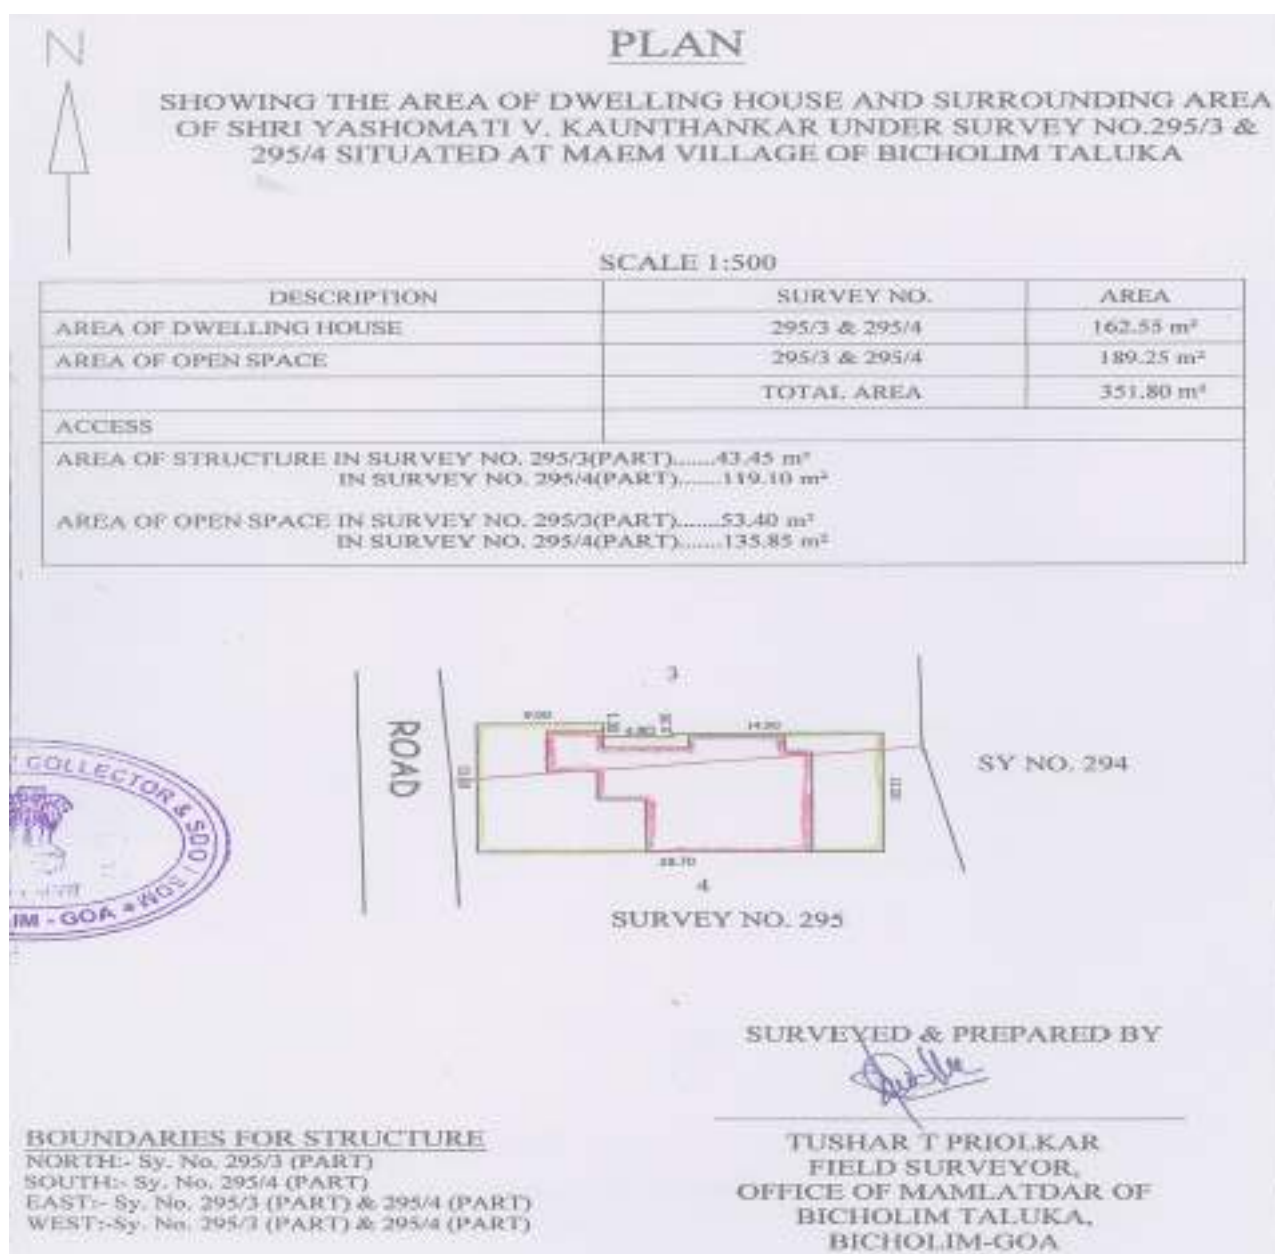 N
PLAN
SHOWING THE AREA OF DWELLING HOUSE AND SURROUNDING AREA
OF SHRI YASHOMATI V. KAUNTHANKAR UNDER SURVEY NO.295/3 &
295/4 SITUATED AT MAEM VILLAGE OF BICHOLIM TALUKA
SCALE 1:500
DESCRIPTION SURVEY NO. AREA
AREA OF DWELLING HOUSE 295/3 & 295/4 162.55 m²
AREA OF OPEN SPACE 295/3 & 295/4 189.25 m²
TOTAL AREA 351.80 m²
ACCESS
AREA OF STRUCTURE IN SURVEY NO. 295/3(PART).......43.45 m²
IN SURVEY NO. 295/4(PART).......119.10 m²
AREA OF OPEN SPACE IN SURVEY NO. 295/3(PART).......53.40 m²
IN SURVEY NO. 295/4(PART).......135.85 m²
3
ROAD
SY NO. 294
28.70
4
SURVEY NO. 295
COLLECTOR & SDO
GOA
SURVEYED & PREPARED BY
TUSHAR T PRIOLKAR
FIELD SURVEYOR,
OFFICE OF MAMLATDAR OF
BICHOLIM TALUKA,
BICHOLIM-GOA
BOUNDARIES FOR STRUCTURE
NORTH:- Sy. No. 295/3 (PART)
SOUTH:- Sy. No. 295/4 (PART)
EAST:- Sy. No. 295/3 (PART) & 295/4 (PART)
WEST:-Sy. No. 295/3 (PART) & 295/4 (PART)